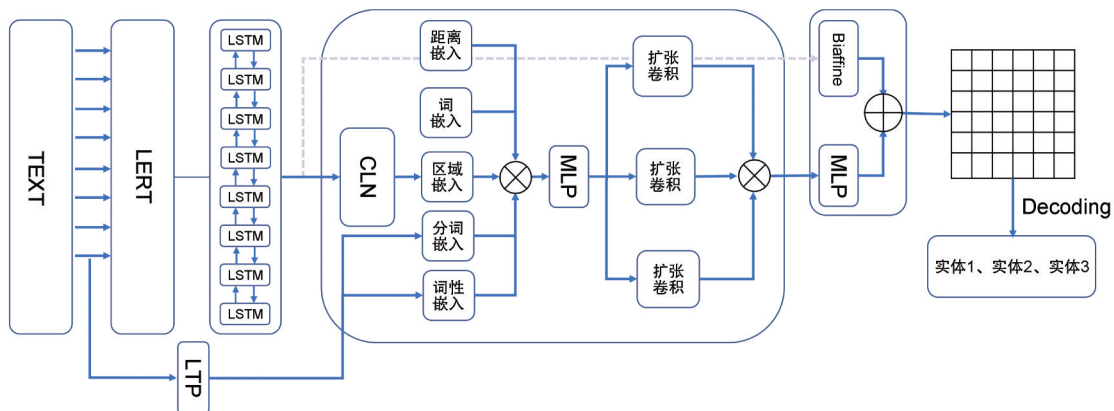 TEXT
LERT
LSTM
LSTM
LSTM
LSTM
LSTM
LSTM
LSTM
LSTM
LTP
CLN
距离
嵌入
词
嵌入
区域
嵌入
分词
嵌入
词性
嵌入
MLP
扩张
卷积
扩张
卷积
扩张
卷积
Biaffine
MLP
Decoding
实体1、实体2、实体3